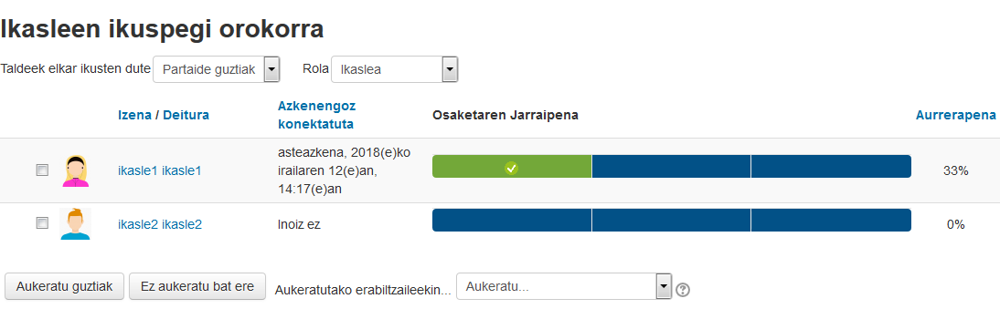 Ikasleen ikuspegi orokorra
Taldeek elkar ikusten dute Partaide guztiak Rola Ikaslea
Izena / Deitura Azkenengoz konektatuta Osaketaren Jarraipena Aurrerapena
ikasle1 ikasle1 asteazkena, 2018(e)ko irailaren 12(e)an, 14:17(e)an 33%
ikasle2 ikasle2 Inoiz ez 0%
Aukeratu guztiak Ez aukeratu bat ere Aukeratutako erabiltzaileekin... Aukeratu... ?